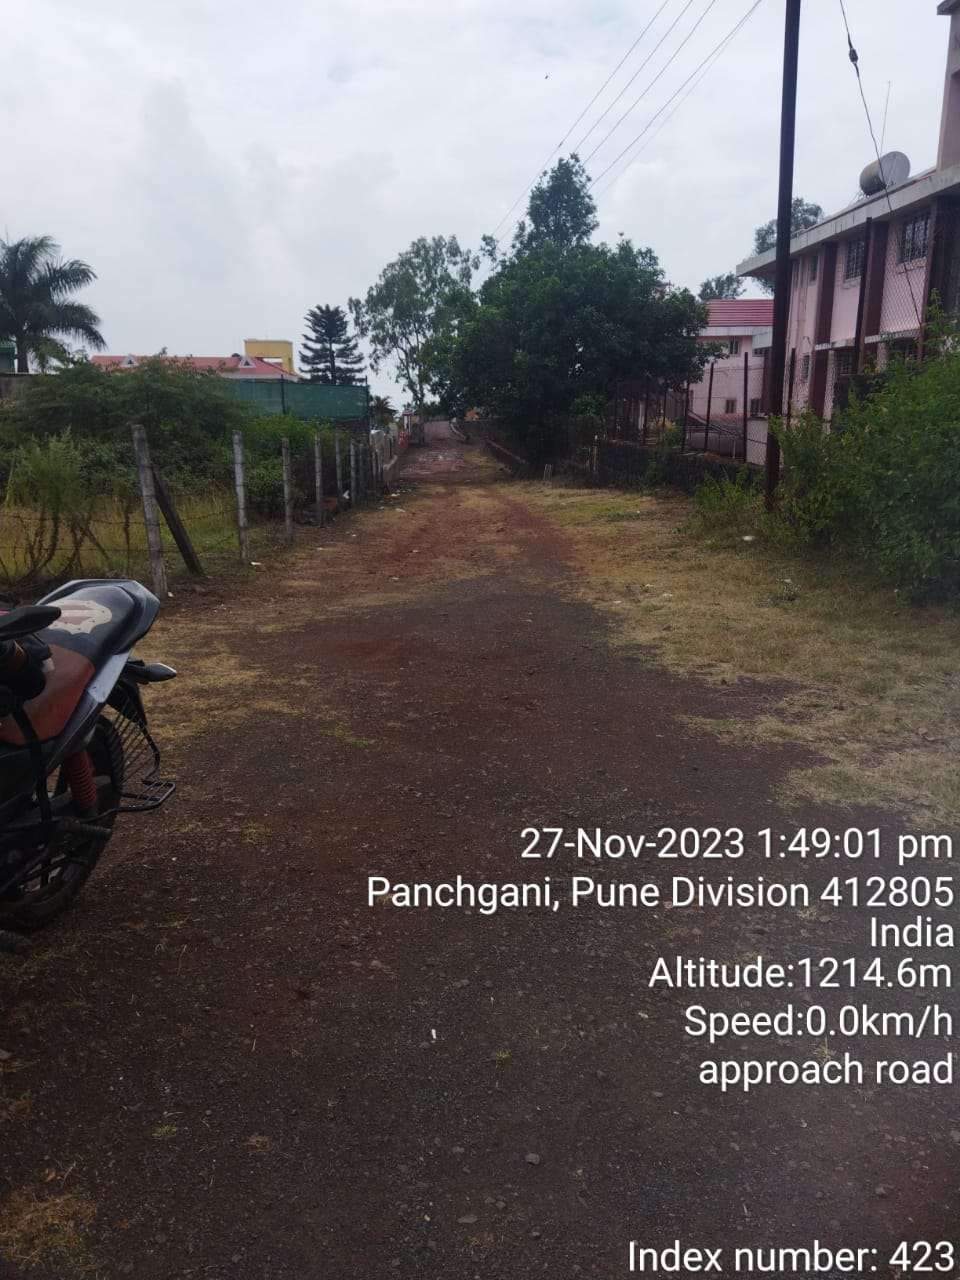 27-Nov-2023 1:49:01 pm
Panchgani, Pune Division 412805
India
Altitude:1214.6m
Speed:0.0km/h
approach road
Index number: 423